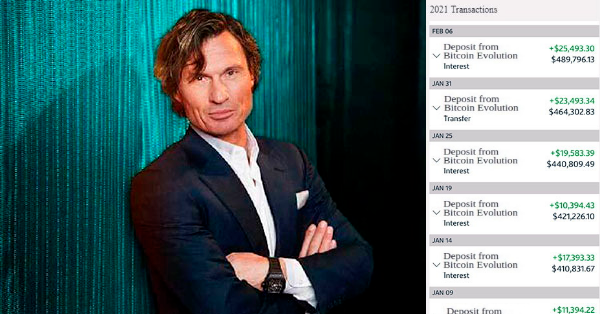 2021 Transactions
FEB 06
Deposit from +$25,493.30
Bitcoin Evolution $489,796.13
Interest
JAN 31
Deposit from +$23,493.34
Bitcoin Evolution $464,302.83
Transfer
JAN 25
Deposit from +$19,583.39
Bitcoin Evolution $440,809.49
Interest
JAN 19
Deposit from +$10,394.43
Bitcoin Evolution $421,226.10
Interest
JAN 14
Deposit from +$17,393.33
Bitcoin Evolution $410,831.67
Interest
JAN 09
Deposit from +$11,394.22